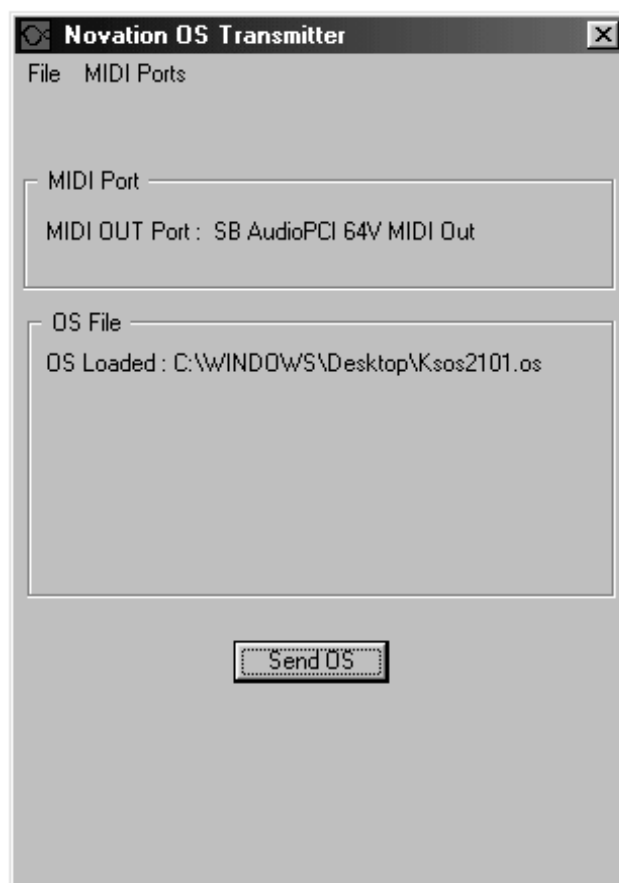 Novation OS Transmitter
File MIDI Ports
MIDI Port
MIDI OUT Port : SB AudioPCI 64V MIDI Out
OS File
OS Loaded : C:\WINDOWS\Desktop\Ksos2101.os
Send OS